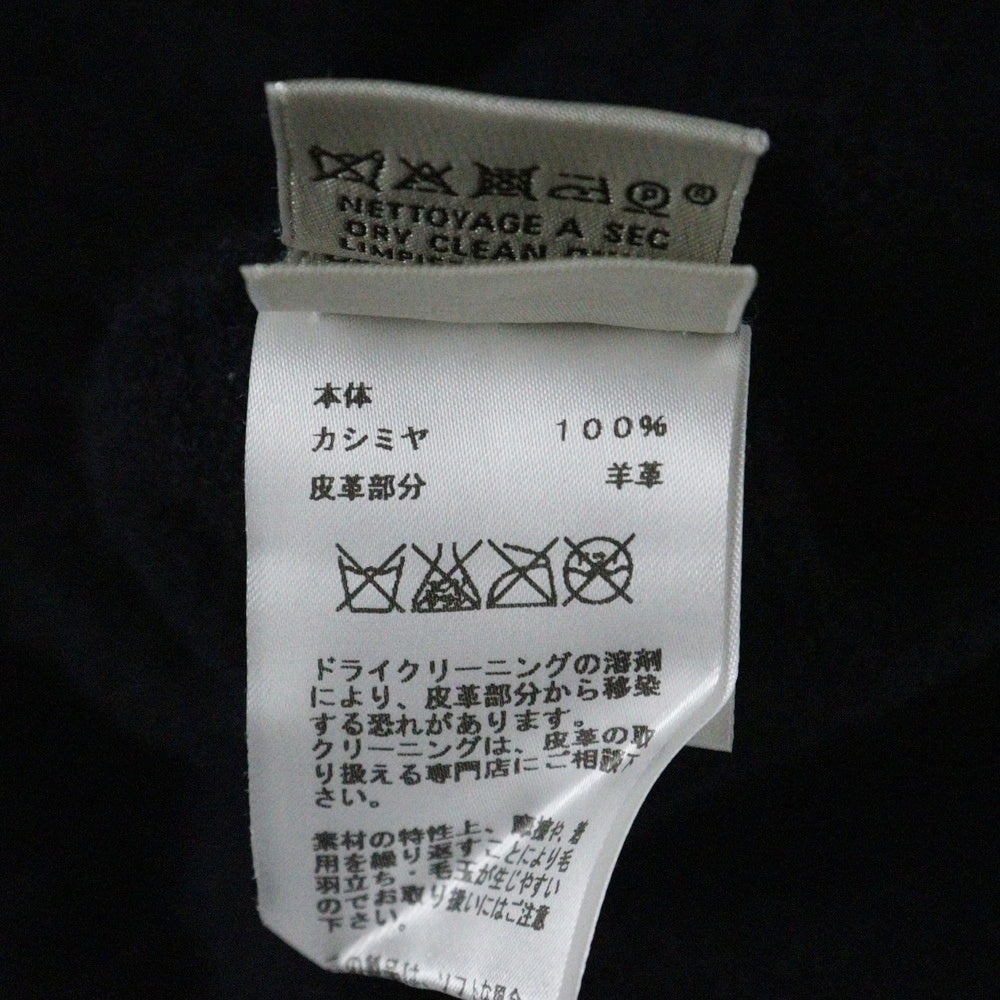 NETTOYAGE A SEC
DRY CLEAN
本体
カシミヤ 100%
皮革部分 羊革
ドライクリーニングの溶剤
により、皮革部分から移染
する恐れがあります。
クリーニングは、皮革の取
り扱える専門店にご相談下
さい。
素材の特性上、摩擦や、着
用を繰り返すことにより毛
羽立ち・毛玉が生じやすい
のでお取り扱いにはご注意
下さい。